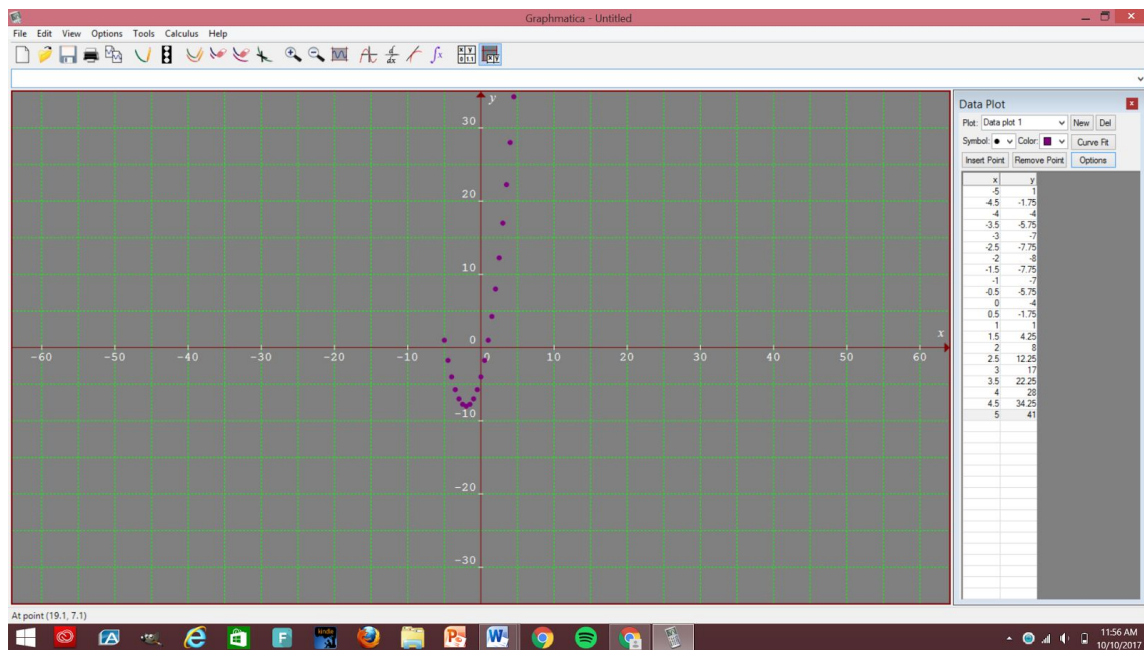 Graphmatica - Untitled
File Edit View Options Tools Calculus Help
Data Plot
Plot: Data plot 1 New Del
Symbol: Color: Curve Fit
Insert Point Remove Point Options
x y
-5 1
-4.5 -1.75
-4 -4
-3.5 -5.75
-3 -7
-2.5 -7.75
-2 -8
-1.5 -7.75
-1 -7
-0.5 -5.75
0 -4
0.5 -1.75
1 1
1.5 4.25
2 8
2.5 12.25
3 17
3.5 22.25
4 28
4.5 34.25
5 41
y
30
20
10
0
x
-60 -50 -40 -30 -20 -10 0 10 20 30 40 50 60
-10
-20
-30
At point (19.1, 7.1)
kindle
11:56 AM
10/10/2017